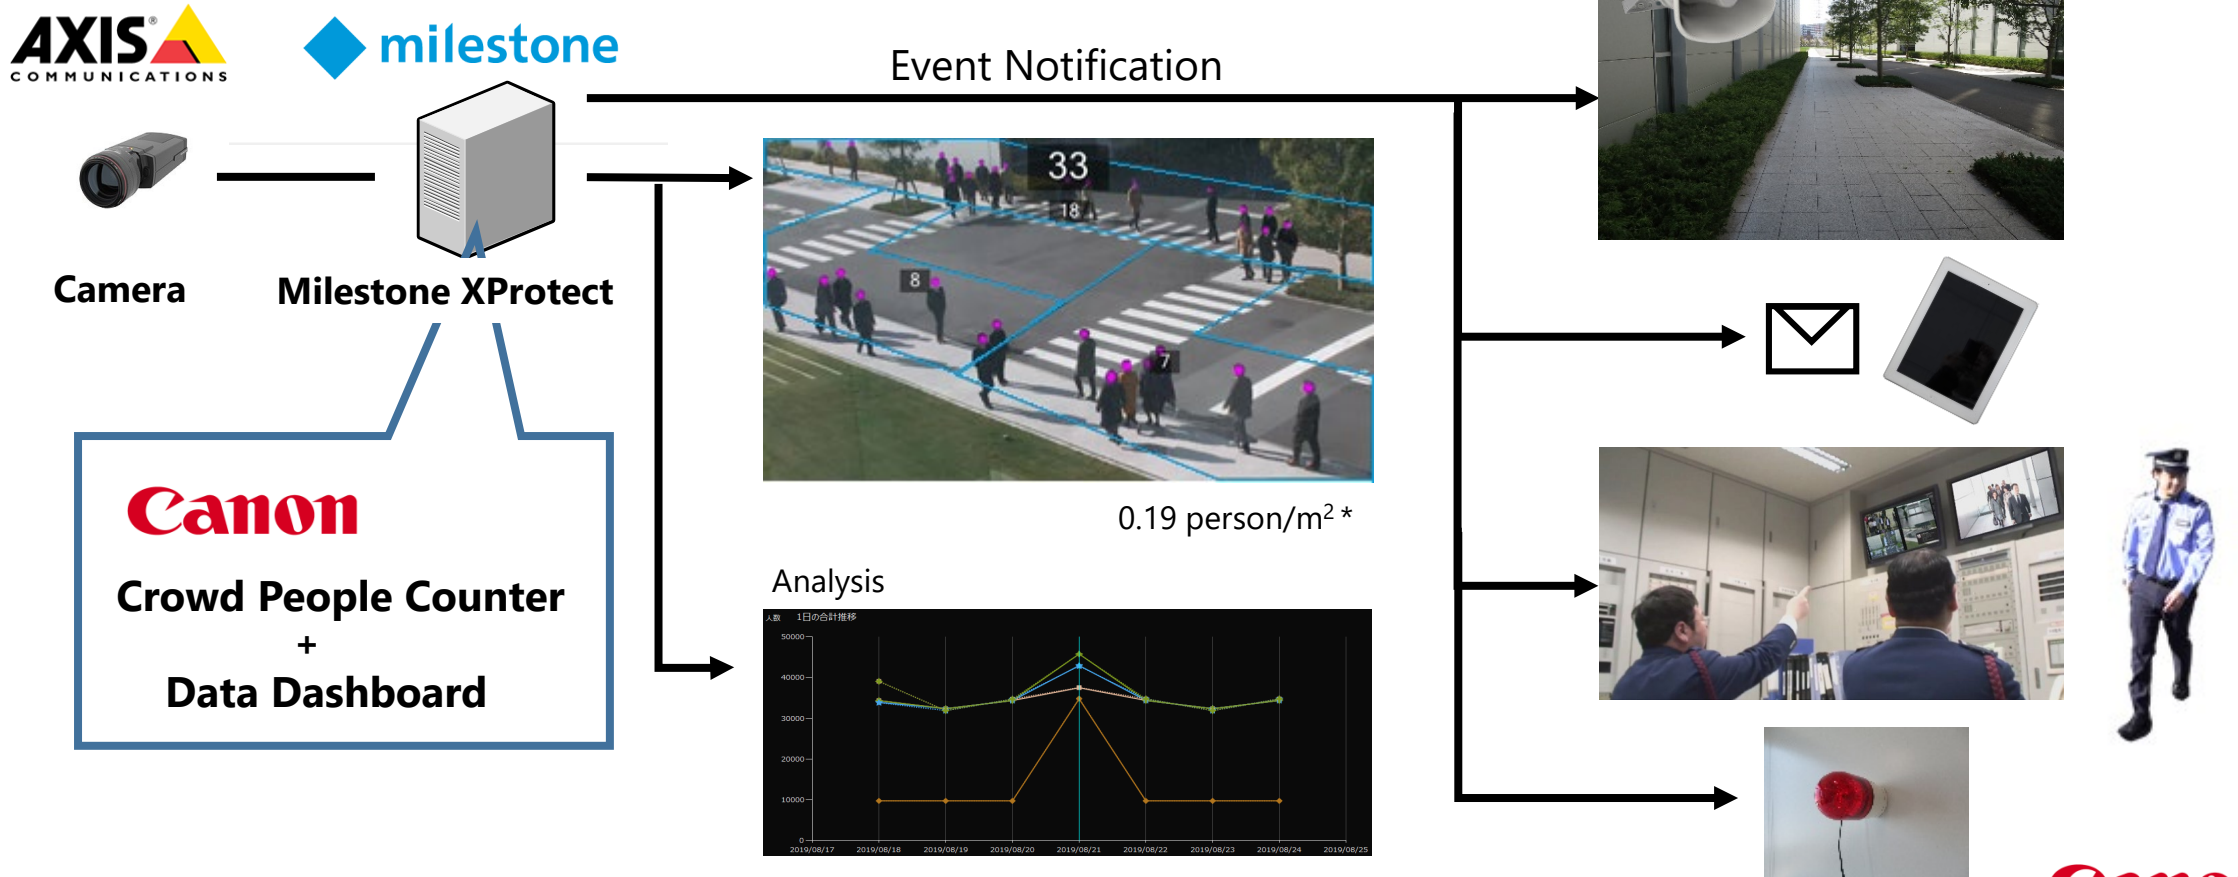 AXIS
COMMUNICATIONS
milestone
Event Notification
Camera
Milestone XProtect
Canon
Crowd People Counter
+
Data Dashboard
33
18
8
7
0.19 person/m² *
Analysis
人数 1日の合計推移
50000
40000
30000
20000
10000
0
2019/08/17 2019/08/18 2019/08/19 2019/08/20 2019/08/21 2019/08/22 2019/08/23 2019/08/24 2019/08/25